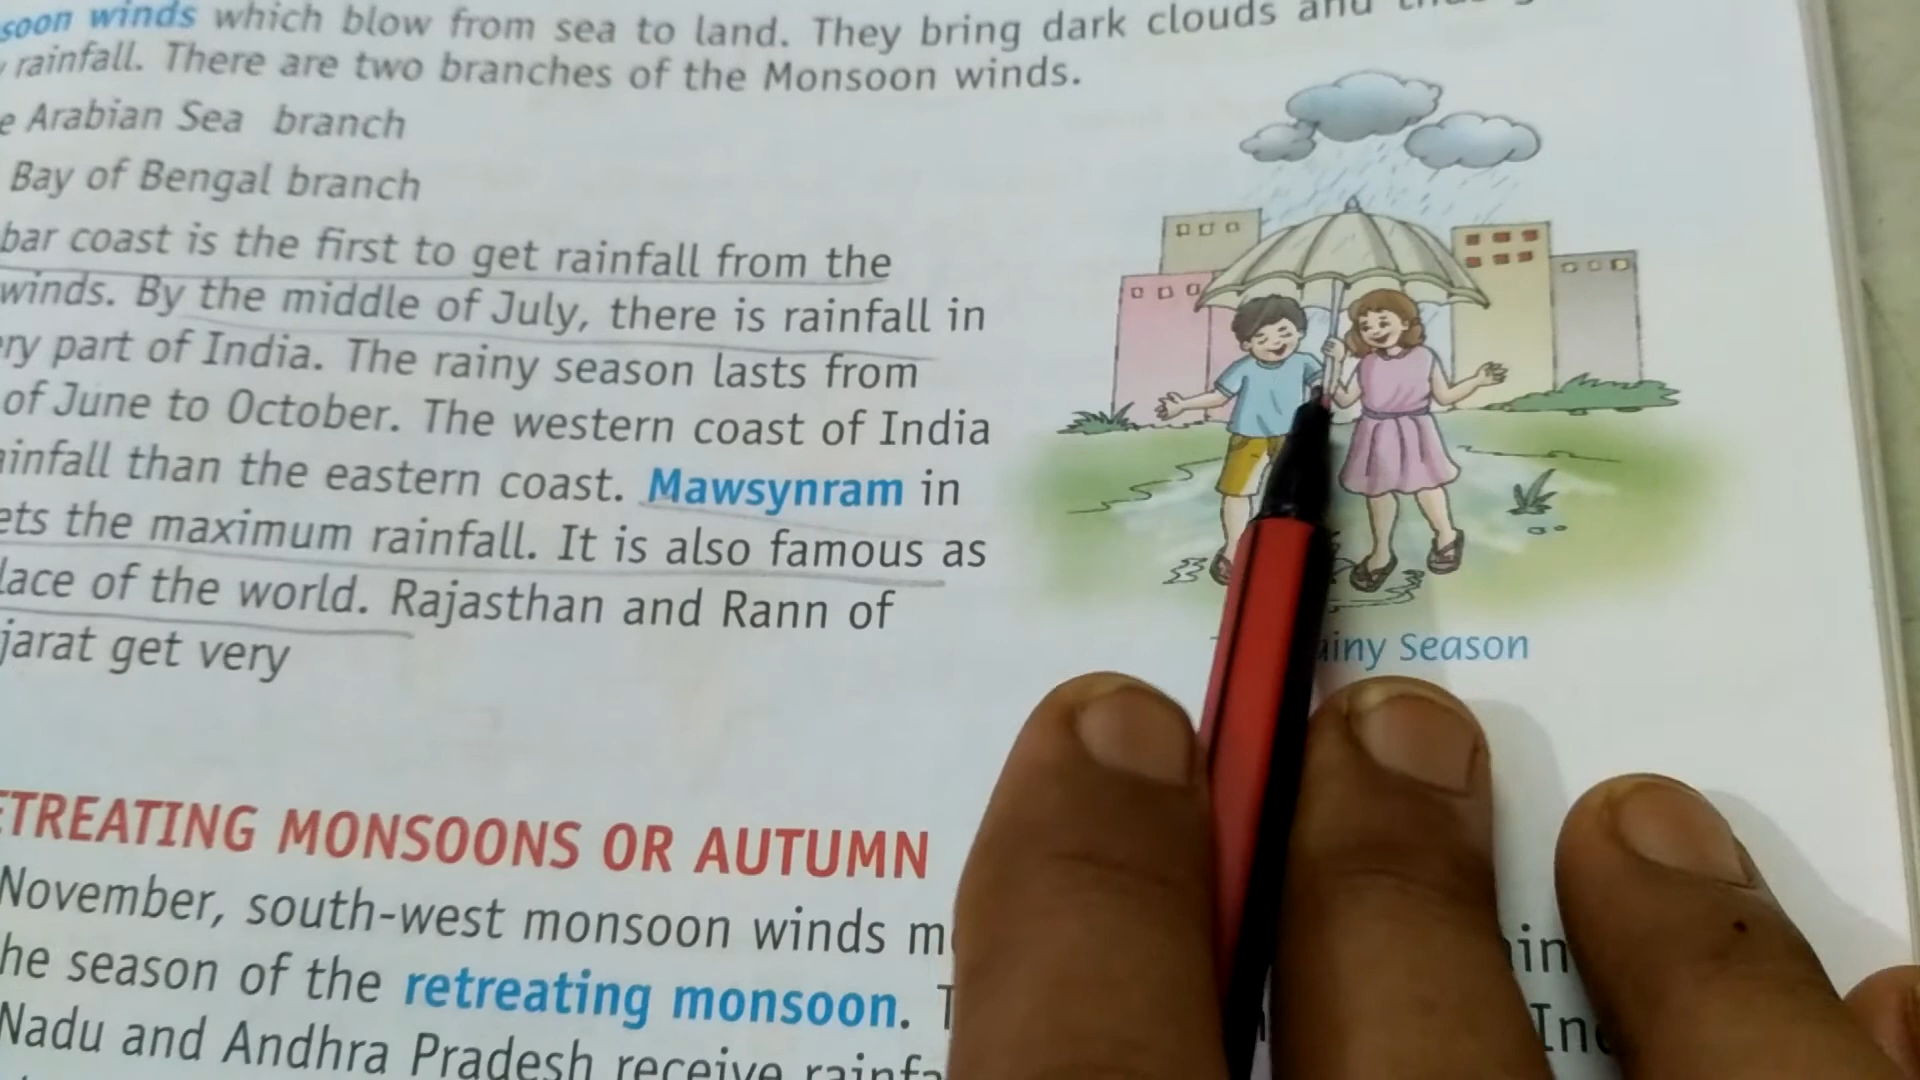 soon winds which blow from sea to land. They bring dark clouds and
rainfall. There are two branches of the Monsoon winds.
Arabian Sea branch
Bay of Bengal branch
bar coast is the first to get rainfall from the
winds. By the middle of July, there is rainfall in
ry part of India. The rainy season lasts from
of June to October. The western coast of India
infall than the eastern coast. Mawsynram in
ets the maximum rainfall. It is also famous as
lace of the world. Rajasthan and Rann of
jarat get very
iny Season
ETREATING MONSOONS OR AUTUMN
November, south-west monsoon winds m
in
he season of the retreating monsoon. T
In
Nadu and Andhra Pradesh receive rainfa